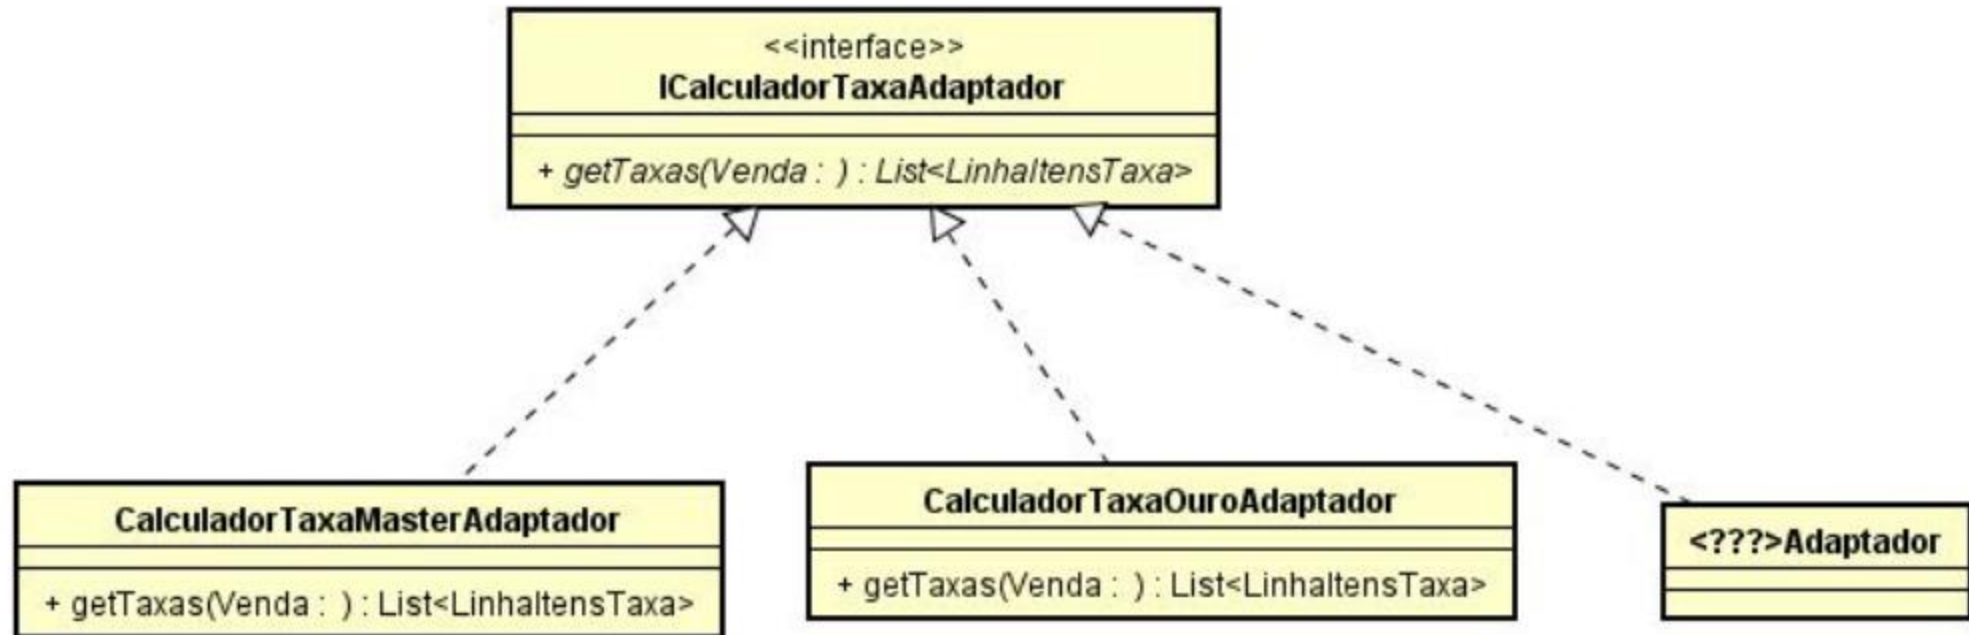 <<interface>>
ICalculadorTaxaAdaptador
+ getTaxas(Venda : ) : List<LinhaItensTaxa>
CalculadorTaxaMasterAdaptador
+ getTaxas(Venda : ) : List<LinhaItensTaxa>
CalculadorTaxaOuroAdaptador
+ getTaxas(Venda : ) : List<LinhaItensTaxa>
<???>Adaptador